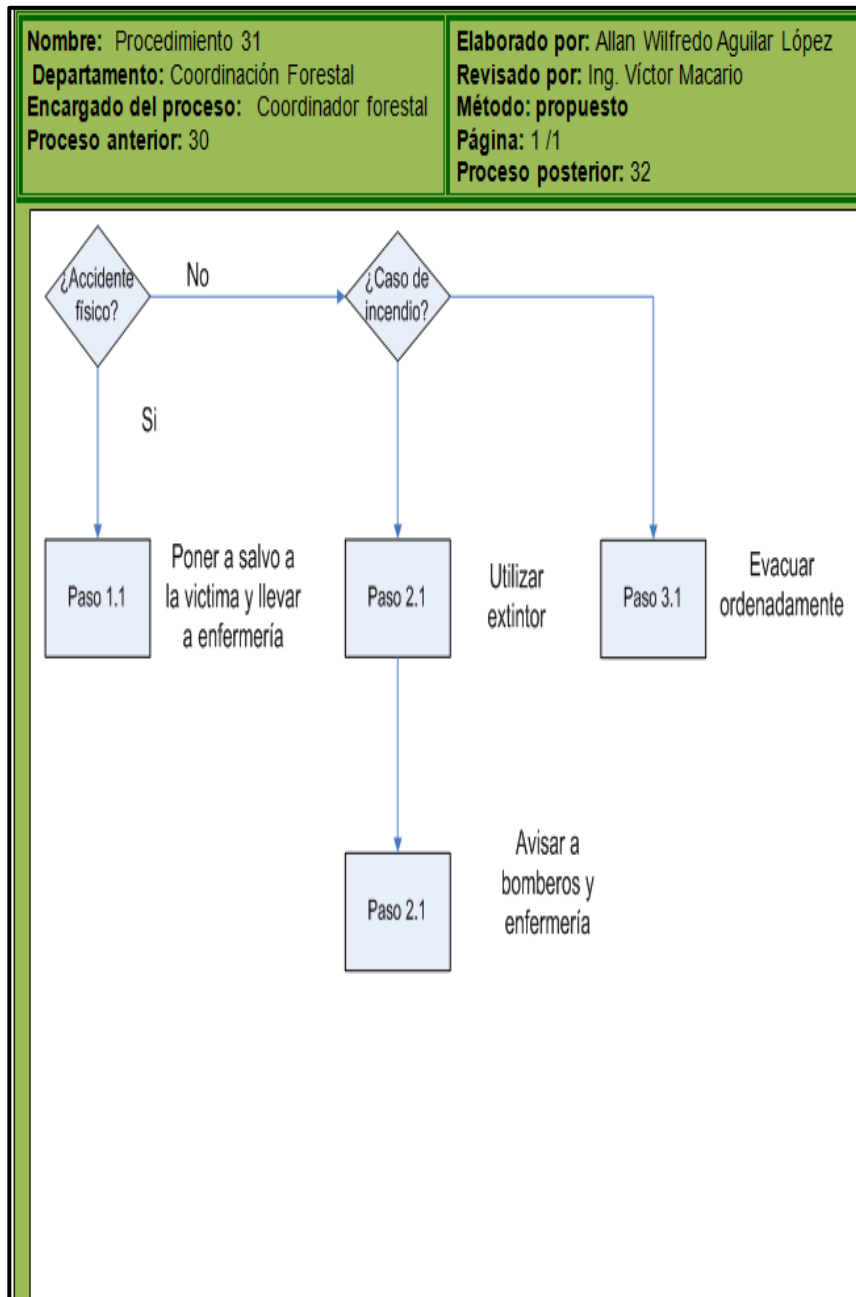 Nombre: Procedimiento 31
Departamento: Coordinación Forestal
Encargado del proceso: Coordinador forestal
Proceso anterior: 30
Elaborado por: Allan Wilfredo Aguilar López
Revisado por: Ing. Víctor Macario
Método: propuesto
Página: 1 /1
Proceso posterior: 32
¿Accidente
físico?
No
¿Caso de
incendio?
Si
Paso 1.1
Poner a salvo a
la victima y llevar
a enfermería
Paso 2.1
Utilizar
extintor
Paso 3.1
Evacuar
ordenadamente
Paso 2.1
Avisar a
bomberos y
enfermería